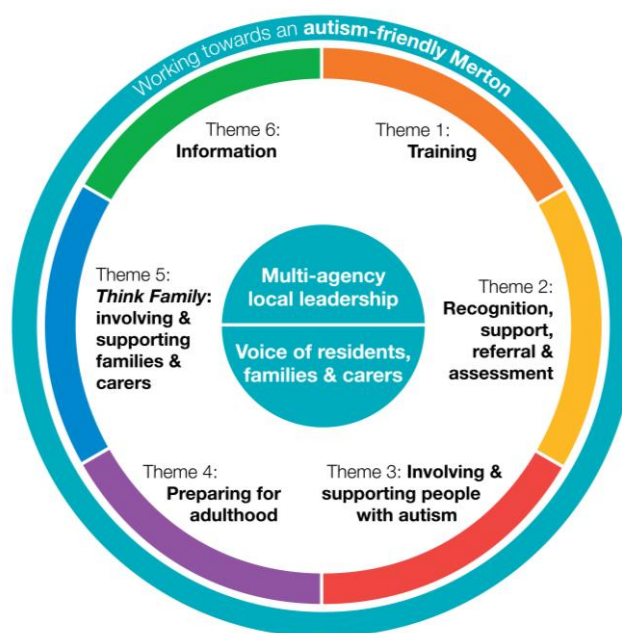 Working towards an autism-friendly Merton
Theme 1:
Training
Theme 2:
Recognition,
support,
referral &
assessment
Theme 3: Involving &
supporting people
with autism
Theme 4:
Preparing for
adulthood
Theme 5:
Think Family:
involving &
supporting
families &
carers
Theme 6:
Information
Multi-agency
local leadership
Voice of residents,
families & carers